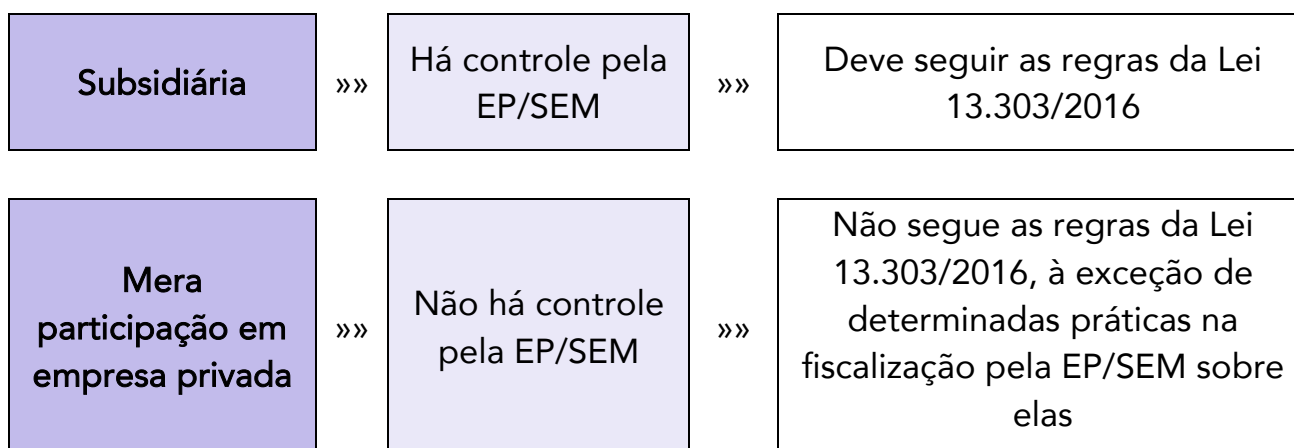 Subsidiária
»»
Há controle pela
EP/SEM
»»
Deve seguir as regras da Lei
13.303/2016
Mera
participação em
empresa privada
»»
Não há controle
pela EP/SEM
»»
Não segue as regras da Lei
13.303/2016, à exceção de
determinadas práticas na
fiscalização pela EP/SEM sobre
elas